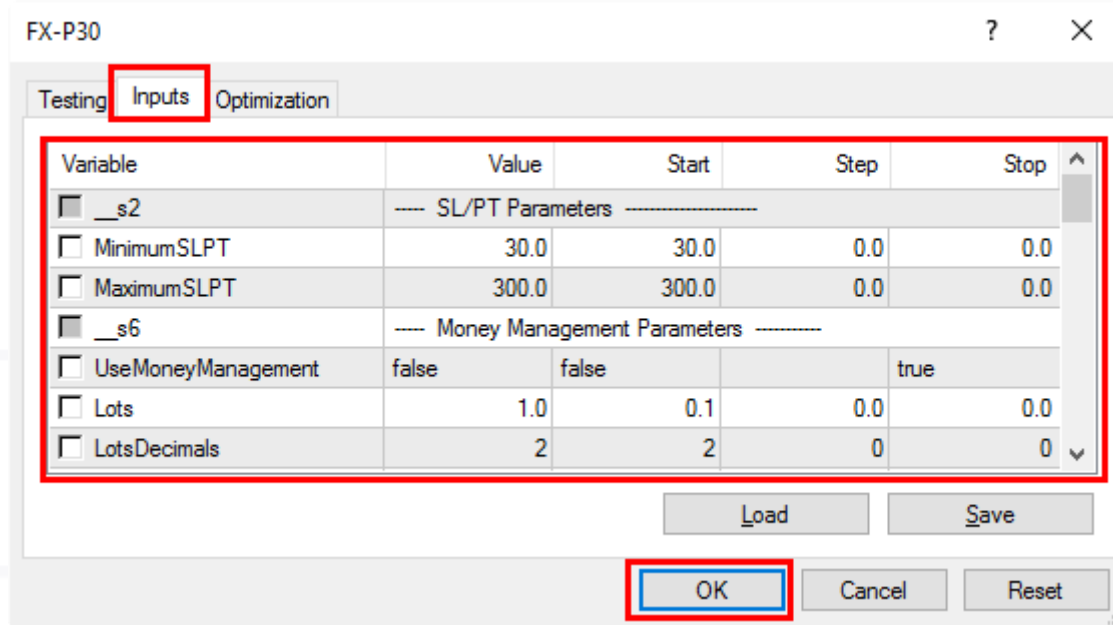 FX-P30 ?
Testing Inputs Optimization
Variable Value Start Step Stop
__s2 ----- SL/PT Parameters ----------------------
MinimumSLPT 30.0 30.0 0.0 0.0
MaximumSLPT 300.0 300.0 0.0 0.0
__s6 ----- Money Management Parameters -----------
UseMoneyManagement false false true
Lots 1.0 0.1 0.0 0.0
LotsDecimals 2 2 0 0
Load Save
OK Cancel Reset